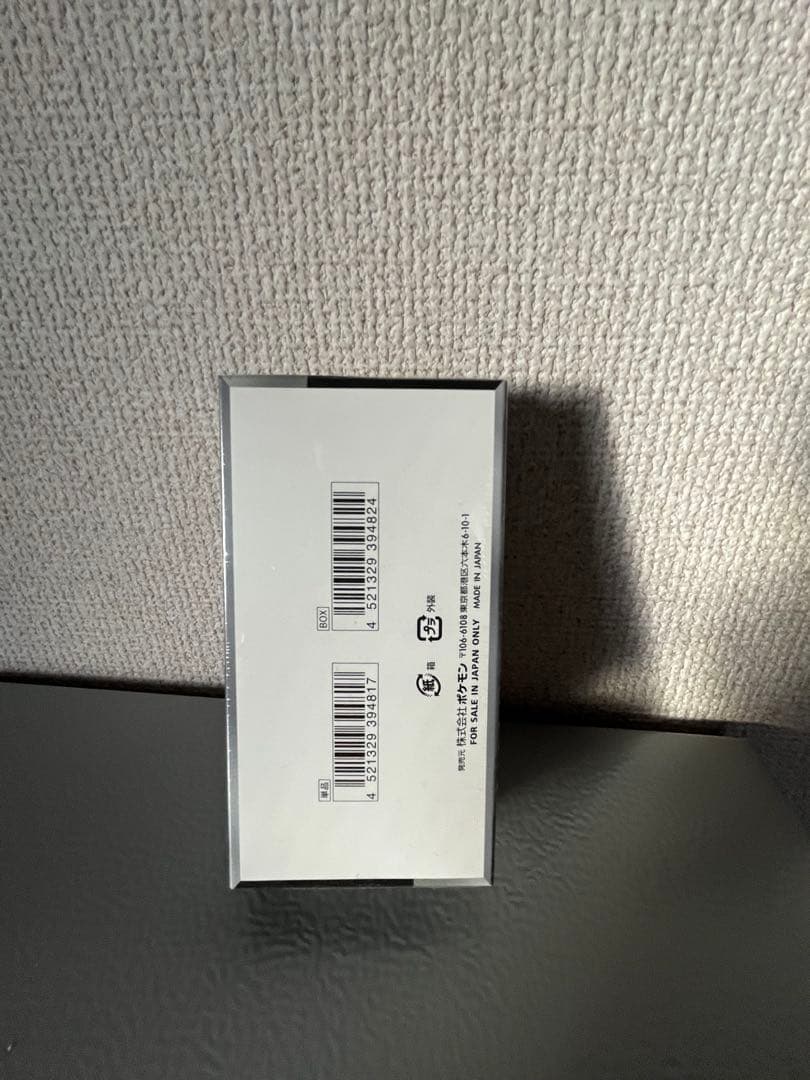 単品
4 521329 394817
BOX
4 521329 394824
紙 箱 プラ 外装
発売元 株式会社ポケモン 〒106-6108 東京都港区六本木6-10-1
FOR SALE IN JAPAN ONLY MADE IN JAPAN